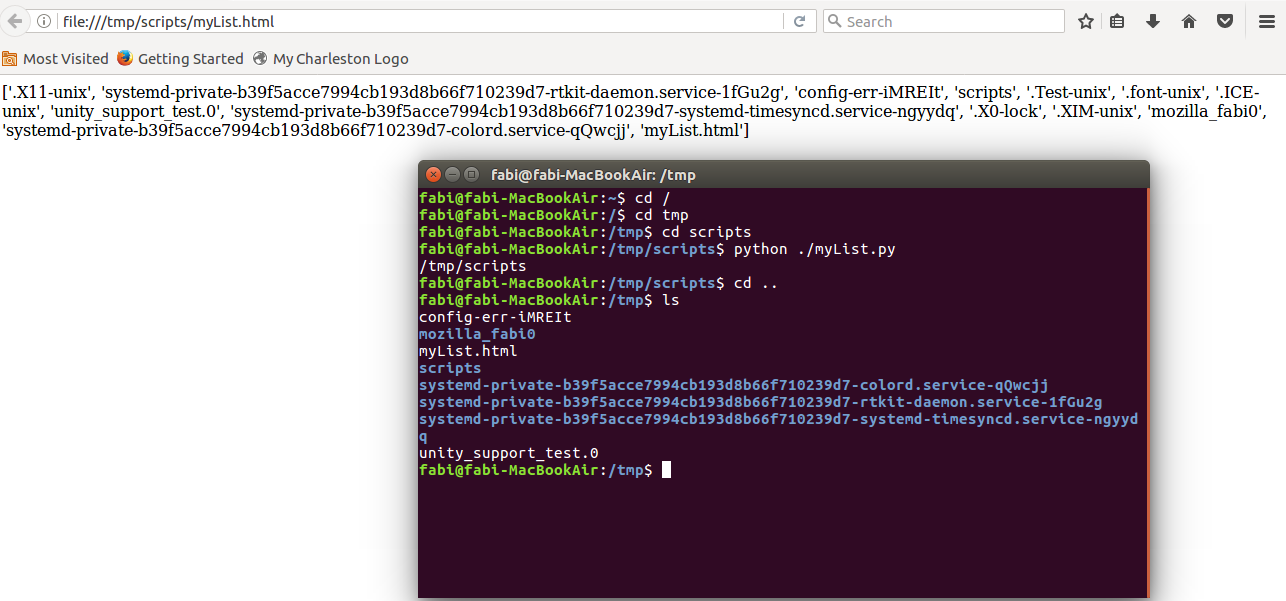 file:///tmp/scripts/myList.html
Search
Most Visited Getting Started My Charleston Logo
['.X11-unix', 'systemd-private-b39f5acce7994cb193d8b66f710239d7-rtkit-daemon.service-1fGu2g', 'config-err-iMREIt', 'scripts', '.Test-unix', '.font-unix', '.ICE-
unix', 'unity_support_test.0', 'systemd-private-b39f5acce7994cb193d8b66f710239d7-systemd-timesyncd.service-ngyydq', '.X0-lock', '.XIM-unix', 'mozilla_fabi0',
'systemd-private-b39f5acce7994cb193d8b66f710239d7-colord.service-qQwcjj', 'myList.html']
fabi@fabi-MacBookAir: /tmp
fabi@fabi-MacBookAir:~$ cd /
fabi@fabi-MacBookAir:/$ cd tmp
fabi@fabi-MacBookAir:/tmp$ cd scripts
fabi@fabi-MacBookAir:/tmp/scripts$ python ./myList.py
/tmp/scripts
fabi@fabi-MacBookAir:/tmp/scripts$ cd ..
fabi@fabi-MacBookAir:/tmp$ ls
config-err-iMREIt
mozilla_fabi0
myList.html
scripts
systemd-private-b39f5acce7994cb193d8b66f710239d7-colord.service-qQwcjj
systemd-private-b39f5acce7994cb193d8b66f710239d7-rtkit-daemon.service-1fGu2g
systemd-private-b39f5acce7994cb193d8b66f710239d7-systemd-timesyncd.service-ngyyd
q
unity_support_test.0
fabi@fabi-MacBookAir:/tmp$